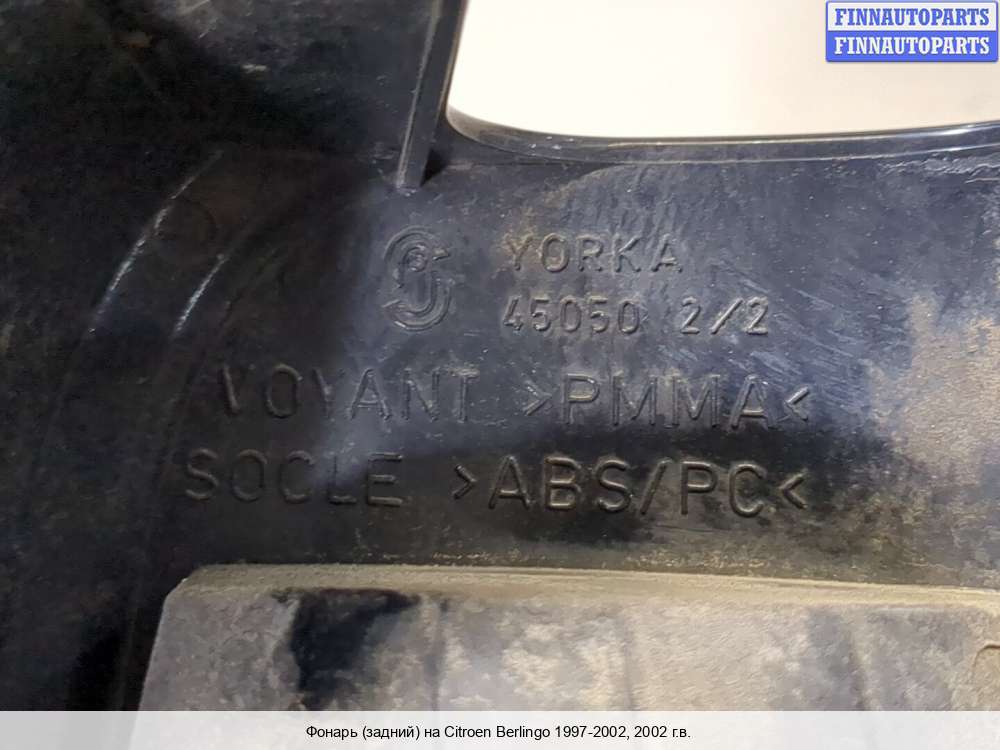 FINNAUTOPARTS
FINNAUTOPARTS
YORKA
45050 2/2
VOYANT >PMMA<
SOCLE >ABS/PC<
Фонарь (задний) на Citroen Berlingo 1997-2002, 2002 г.в.